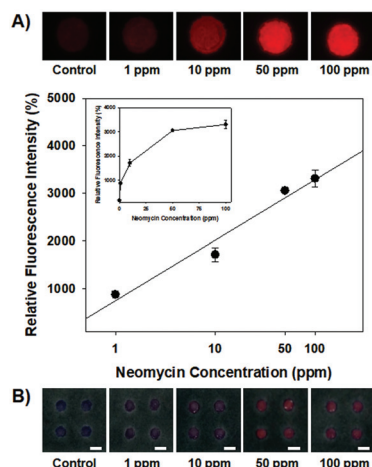 A)
Control 1 ppm 10 ppm 50 ppm 100 ppm
Relative Fluorescence Intensity (%)
5000
4000
3000
2000
1000
1 10 50 100
Neomycin Concentration (ppm)
Relative Fluorescence Intensity (%)
4000
3000
2000
1000
0
0 25 50 75 100
Neomycin Concentration (ppm)
B)
Control 1 ppm 10 ppm 50 ppm 100 ppm